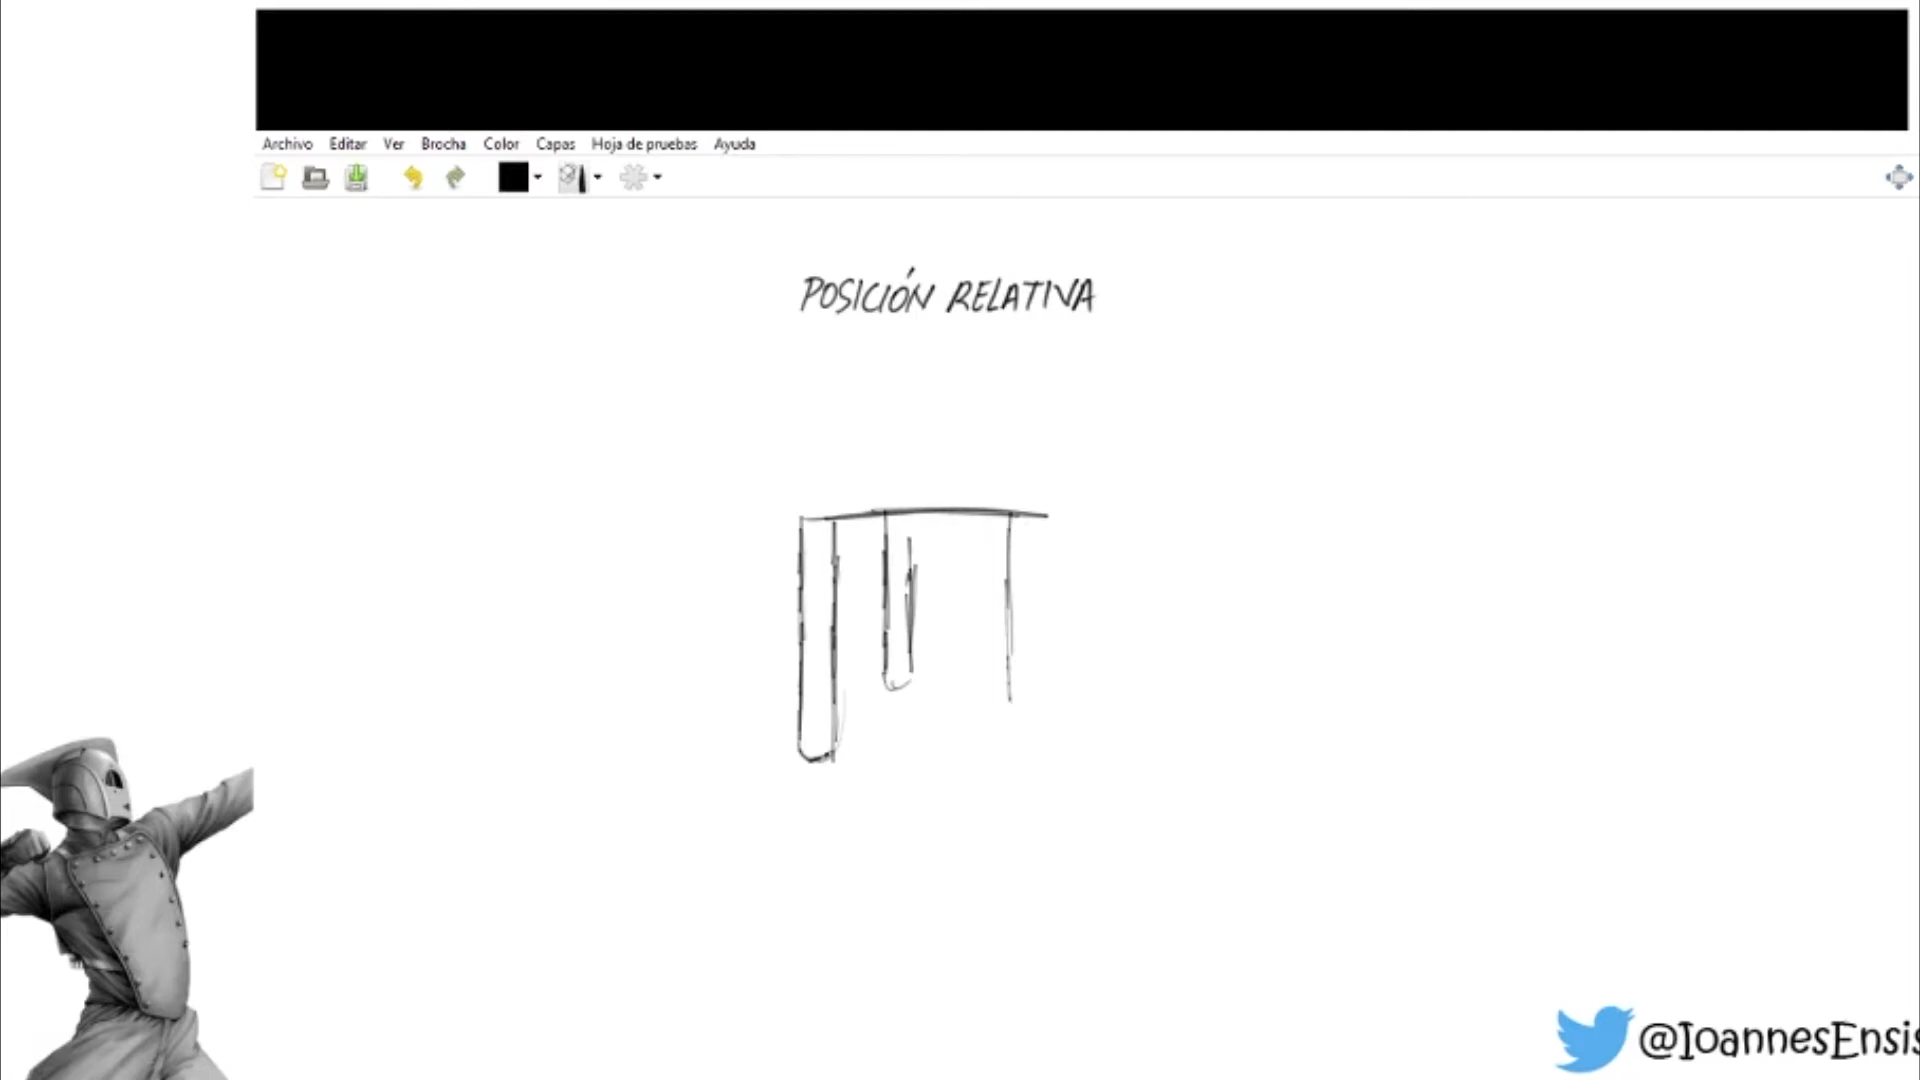 Archivo Editar Ver Brocha Color Capas Hoja de pruebas Ayuda
POSICIÓN RELATIVA
@IoannesEnsis